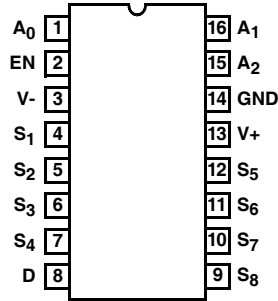 A0 1 16 A1
EN 2 15 A2
V- 3 14 GND
S1 4 13 V+
S2 5 12 S5
S3 6 11 S6
S4 7 10 S7
D 8 9 S8